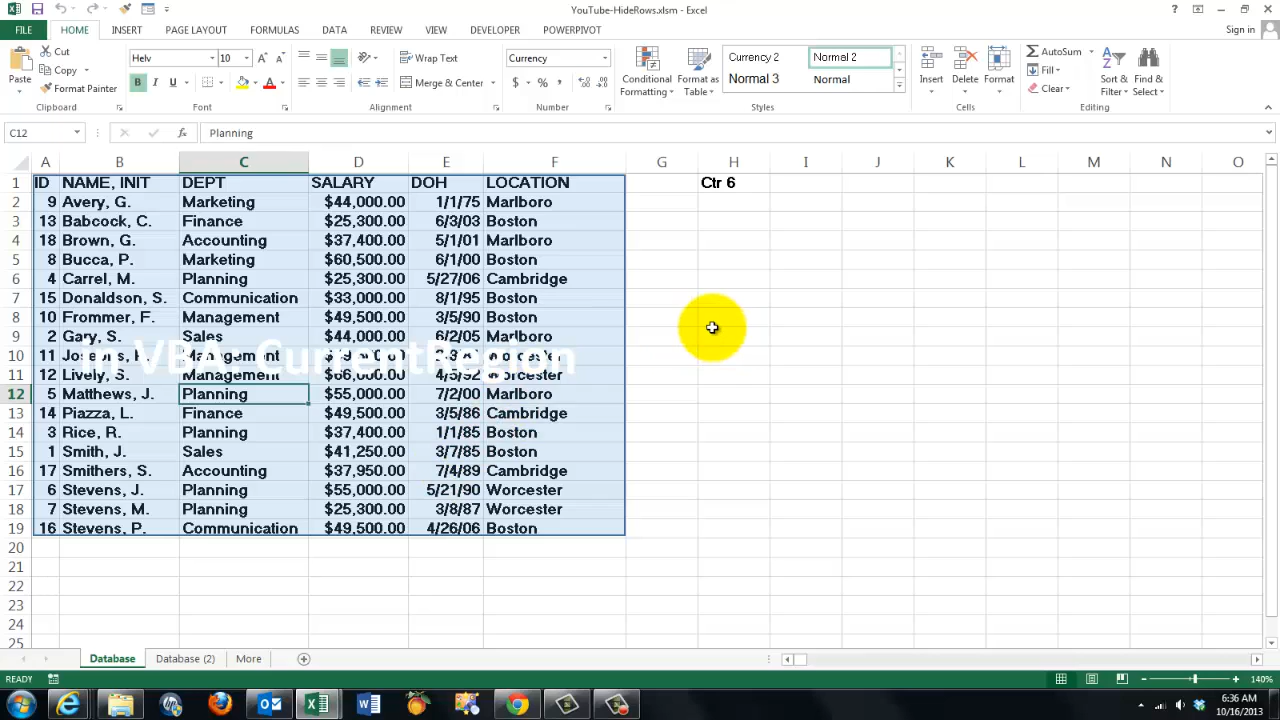 YouTube-HideRows.xlsm - Excel
Sign in
FILE HOME INSERT PAGE LAYOUT FORMULAS DATA REVIEW VIEW DEVELOPER POWERPIVOT
Paste
Cut
Copy
Format Painter
Clipboard
Helv 10
B I U
Font
Wrap Text
Merge & Center
Alignment
Currency
$ % ,
Number
Conditional Formatting
Format as Table
Currency 2 Normal 2
Normal 3 Normal
Styles
Insert Delete Format
Cells
AutoSum
Fill
Clear
Sort & Filter
Find & Select
Editing
C12 fx Planning
A B C D E F G H I J K L M N O
1 ID NAME, INIT DEPT SALARY DOH LOCATION Ctr 6
2 9 Avery, G. Marketing $44,000.00 1/1/75 Marlboro
3 13 Babcock, C. Finance $25,300.00 6/3/03 Boston
4 18 Brown, G. Accounting $37,400.00 5/1/01 Marlboro
5 8 Bucca, P. Marketing $60,500.00 6/1/00 Boston
6 4 Carrel, M. Planning $25,300.00 5/27/06 Cambridge
7 15 Donaldson, S. Communication $33,000.00 8/1/95 Boston
8 10 Frommer, F. Management $49,500.00 3/5/90 Boston
9 2 Gary, S. Sales $44,000.00 6/2/05 Marlboro
10 11 Management Worcester
in VBA: CurrentRegion
11 12 Lively, S. Management $66,000.00 4/5/92 Worcester
12 5 Matthews, J. Planning $55,000.00 7/2/00 Marlboro
13 14 Piazza, L. Finance $49,500.00 3/5/86 Cambridge
14 3 Rice, R. Planning $37,400.00 1/1/85 Boston
15 1 Smith, J. Sales $41,250.00 3/7/85 Boston
16 17 Smithers, S. Accounting $37,950.00 7/4/89 Cambridge
17 6 Stevens, J. Planning $55,000.00 5/21/90 Worcester
18 7 Stevens, M. Planning $25,300.00 3/8/87 Worcester
19 16 Stevens, P. Communication $49,500.00 4/26/06 Boston
20
21
22
23
24
25
Database Database (2) More
READY
140%
6:36 AM
10/16/2013